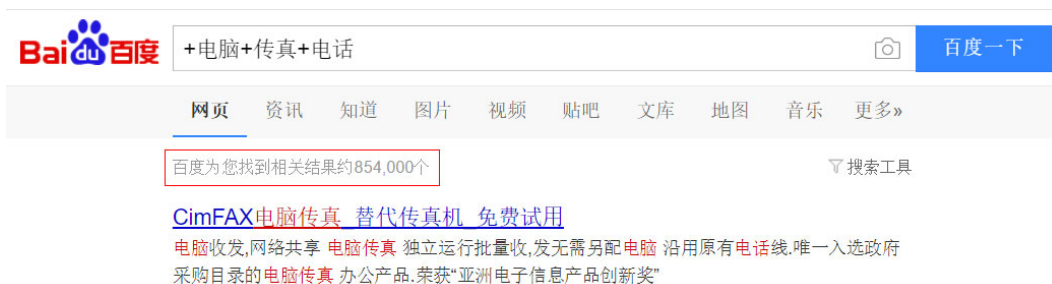 Bai du 百度 +电脑+传真+电话 百度一下
网页 资讯 知道 图片 视频 贴吧 文库 地图 音乐 更多»
百度为您找到相关结果约854,000个 搜索工具
CimFAX电脑传真_替代传真机_免费试用
电脑收发,网络共享 电脑传真 独立运行批量收,发无需另配电脑 沿用原有电话线.唯一入选政府
采购目录的电脑传真 办公产品.荣获“亚洲电子信息产品创新奖”